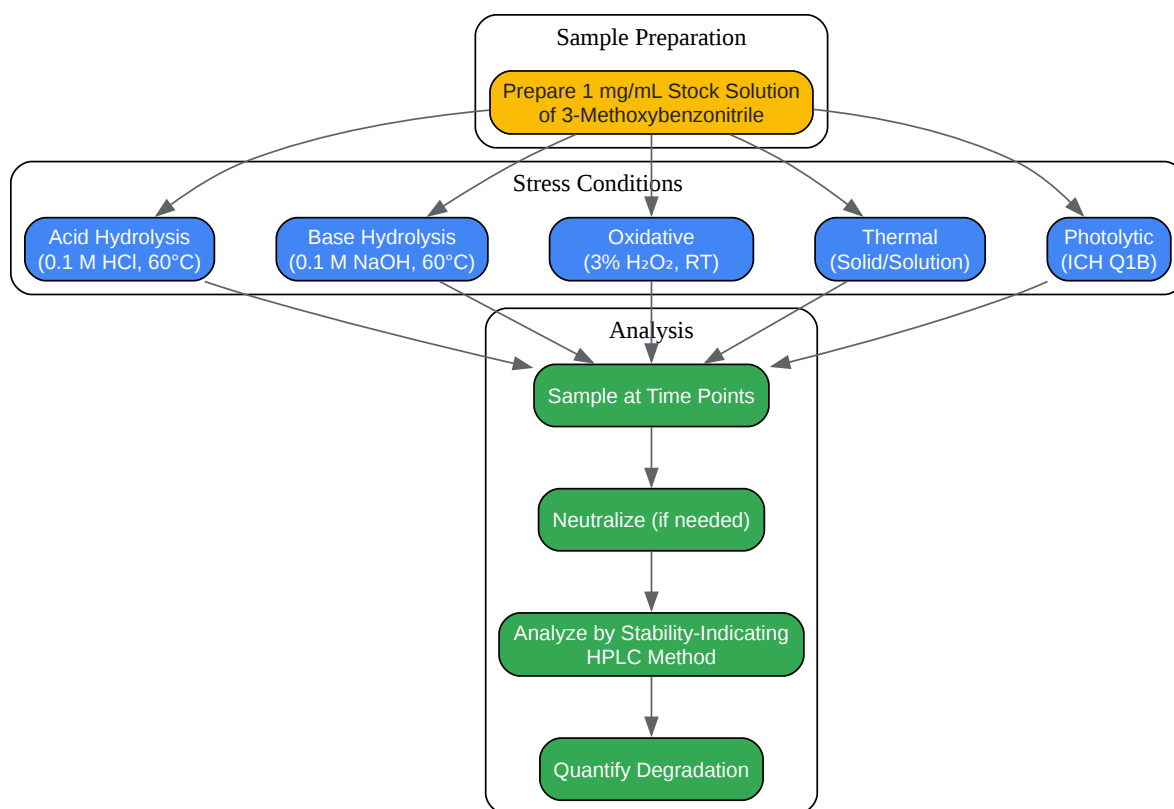 Sample Preparation
Prepare 1 mg/mL Stock Solution
of 3-Methoxybenzonitrile
Stress Conditions
Acid Hydrolysis
(0.1 M HCl, 60°C)
Base Hydrolysis
(0.1 M NaOH, 60°C)
Oxidative
(3% H₂O₂, RT)
Thermal
(Solid/Solution)
Photolytic
(ICH Q1B)
Analysis
Sample at Time Points
Neutralize (if needed)
Analyze by Stability-Indicating
HPLC Method
Quantify Degradation